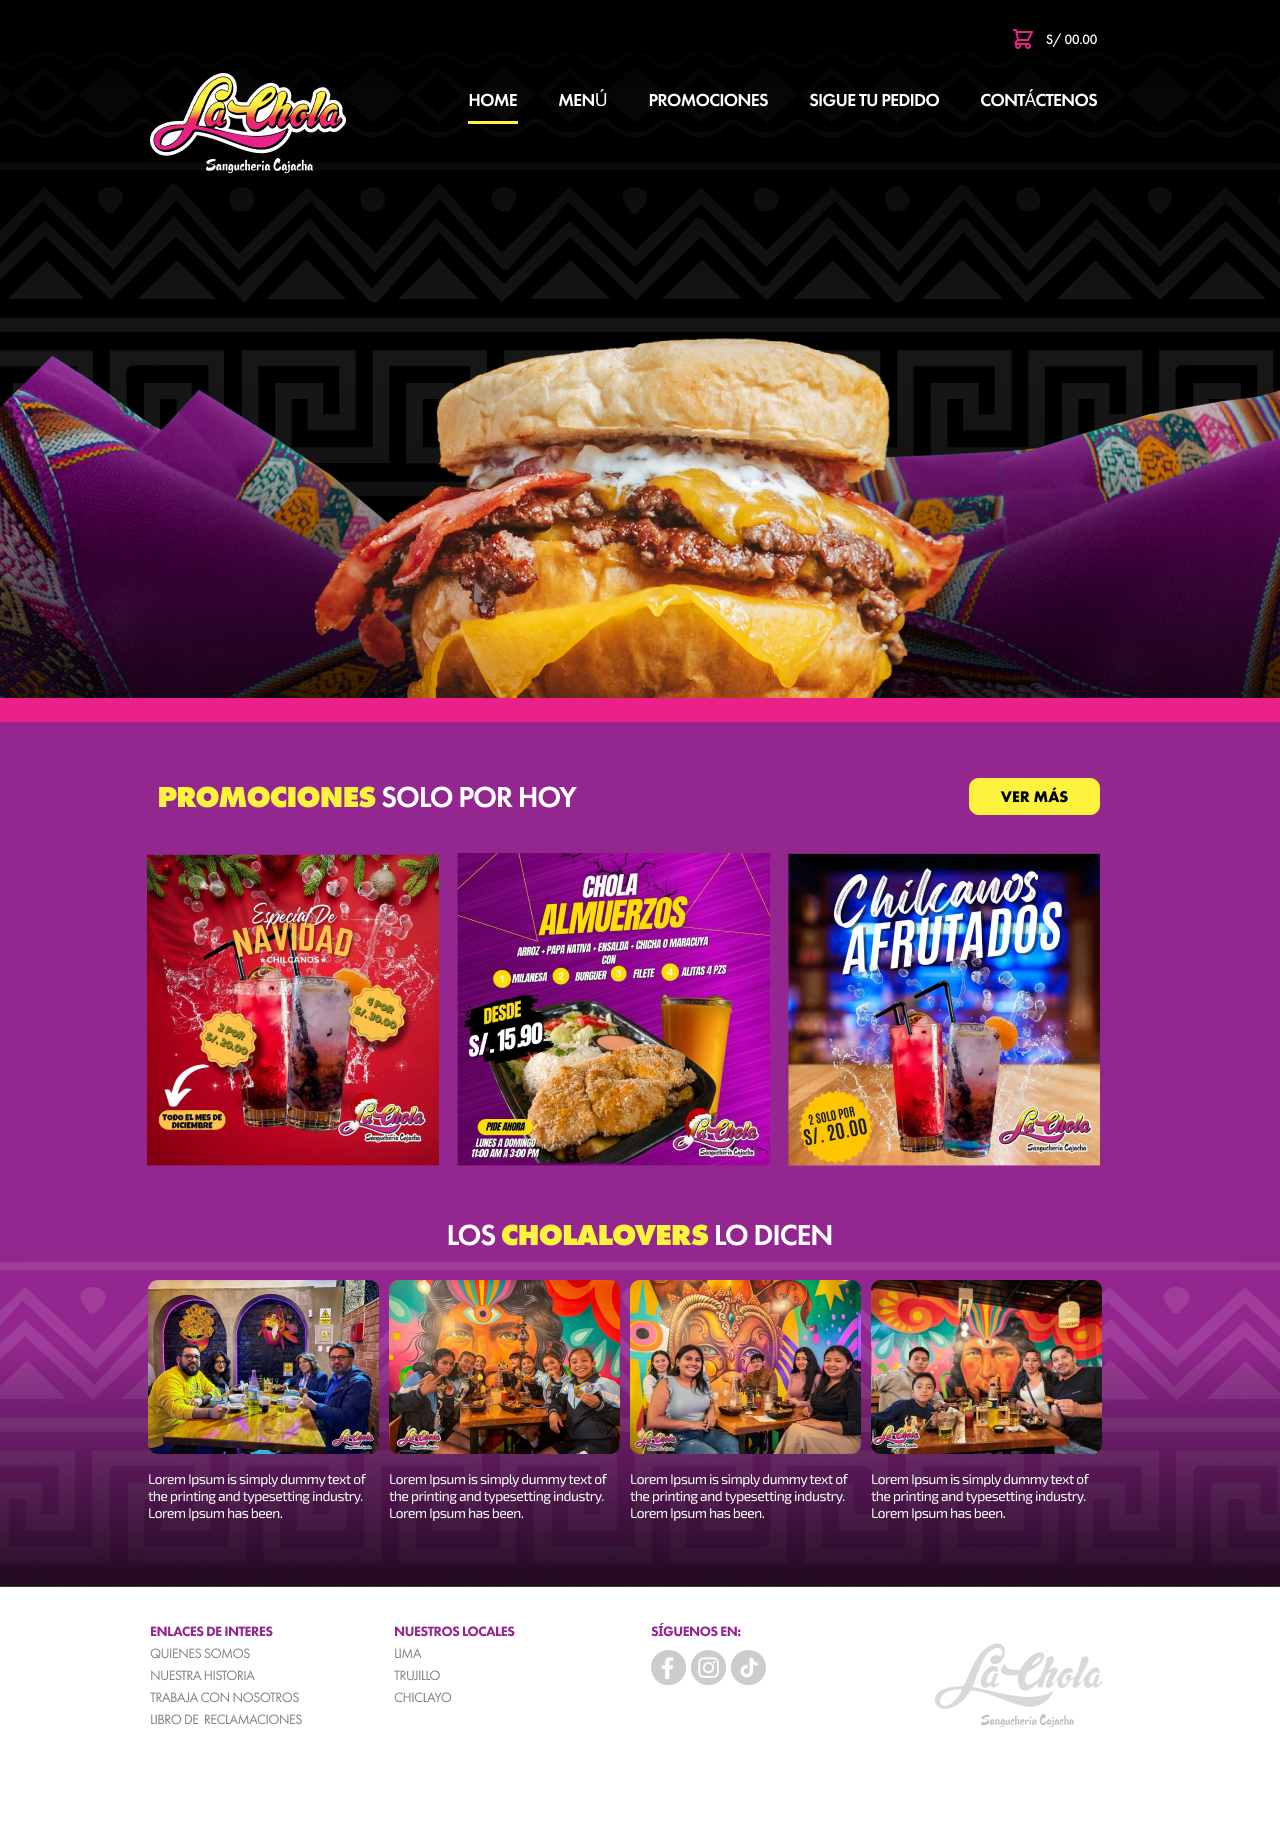 S/ 00.00
La Chola
Sangucheria Cajacha
HOME MENÚ PROMOCIONES SIGUE TU PEDIDO CONTÁCTENOS
PROMOCIONES SOLO POR HOY
VER MÁS
Especial De
NAVIDAD
★CHILCANOS★
4 POR
S/. 30.00
2 POR
S/. 20.00
TODO EL MES DE
DICIEMBRE
La Chola
Sangucheria Cajacha
CHOLA
ALMUERZOS
ARROZ + PAPA NATIVA + ENSALDA + CHICHA O MARACUYA
CON
1 MILANESA 2 BURGUER 3 FILETE 4 ALITAS 4 PZS
DESDE
S/. 15.90
PIDE AHORA
LUNES A DOMINGO
11:00 AM A 3:00 PM
La Chola
Sangucheria Cajacha
Chilcanos
AFRUTADOS
2 SOLO POR
S/. 20.00
La Chola
Sangucheria Cajacha
LOS CHOLALOVERS LO DICEN
La Chola
La Chola
La Chola
La Chola
Lorem Ipsum is simply dummy text of
the printing and typesetting industry.
Lorem Ipsum has been.
Lorem Ipsum is simply dummy text of
the printing and typesetting industry.
Lorem Ipsum has been.
Lorem Ipsum is simply dummy text of
the printing and typesetting industry.
Lorem Ipsum has been.
Lorem Ipsum is simply dummy text of
the printing and typesetting industry.
Lorem Ipsum has been.
ENLACES DE INTERES
QUIENES SOMOS
NUESTRA HISTORIA
TRABAJA CON NOSOTROS
LIBRO DE RECLAMACIONES
NUESTROS LOCALES
LIMA
TRUJILLO
CHICLAYO
SÍGUENOS EN:
La Chola
Sangucheria Cajacha